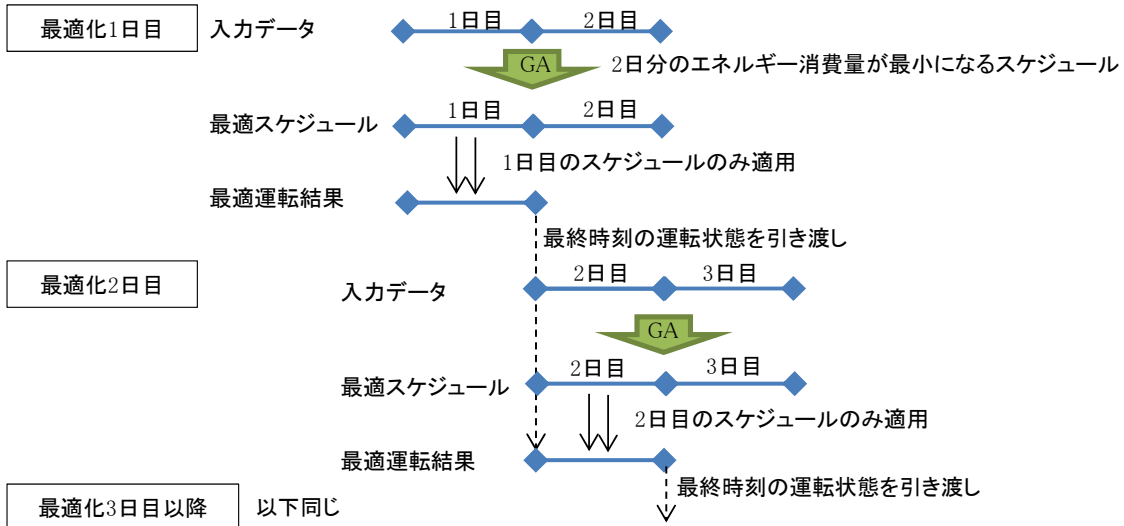 最適化1日目
入力データ
1日目
2日目
GA
2日分のエネルギー消費量が最小になるスケジュール
最適スケジュール
1日目
2日目
1日目のスケジュールのみ適用
最適運転結果
最終時刻の運転状態を引き渡し
最適化2日目
入力データ
2日目
3日目
GA
最適スケジュール
2日目
3日目
2日目のスケジュールのみ適用
最適運転結果
最終時刻の運転状態を引き渡し
最適化3日目以降
以下同じ